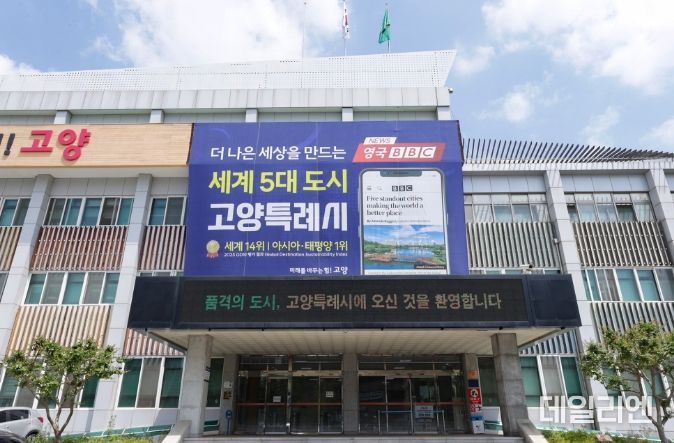 ! 고양
더 나은 세상을 만드는
NEWS
영국 BBC
세계 5대 도시
고양특례시
세계 14위 | 아시아·태평양 1위
BBC
Five standout cities
making the world a
better place
미래를 바꾸는 힘! 고양
품격의 도시, 고양특례시에 오신 것을 환영합니다
데일리안